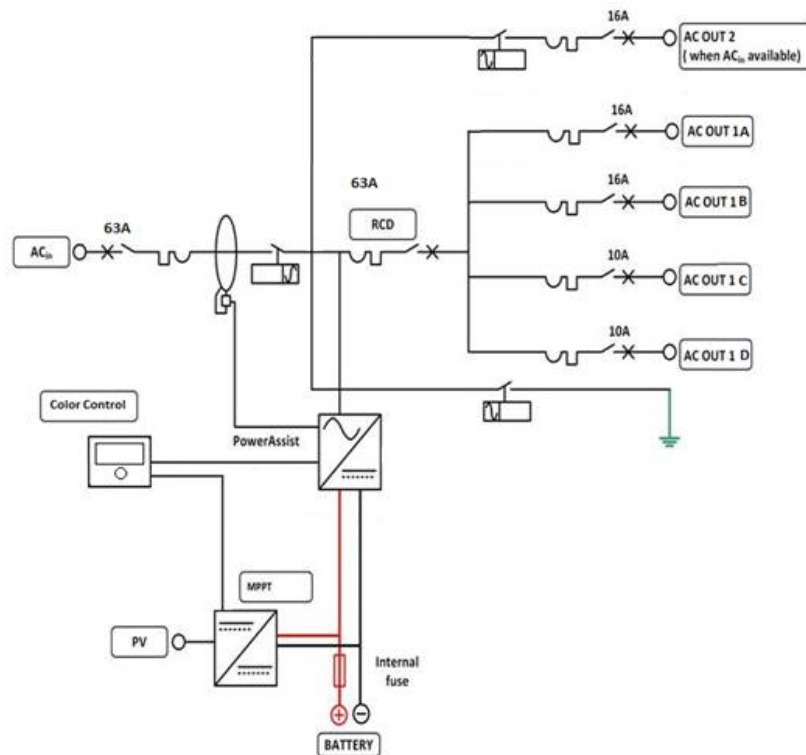 16A
AC OUT 2
( when ACin available)
16A
AC OUT 1A
63A
16A
RCD
AC OUT 1 B
63A
ACin
10A
AC OUT 1 C
10A
AC OUT 1 D
Color Control
PowerAssist
MPPT
PV
Internal
fuse
+
−
BATTERY